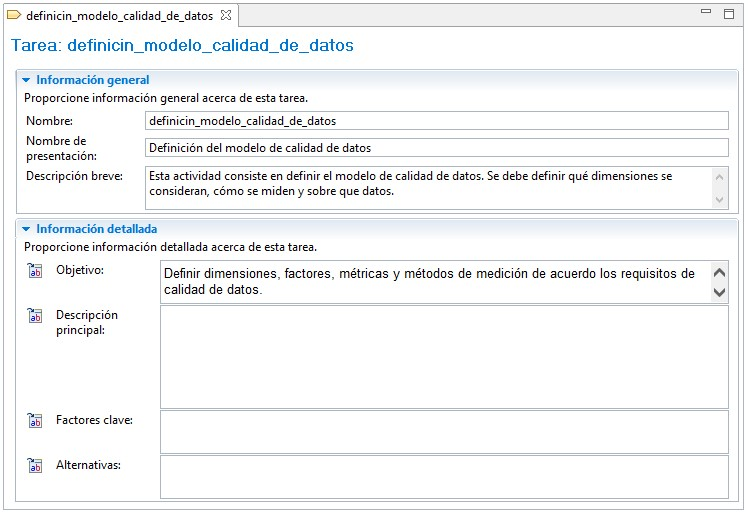 definicin_modelo_calidad_de_datos
Tarea: definicin_modelo_calidad_de_datos
Información general
Proporcione información general acerca de esta tarea.
Nombre:
definicin_modelo_calidad_de_datos
Nombre de
presentación:
Definición del modelo de calidad de datos
Descripción breve:
Esta actividad consiste en definir el modelo de calidad de datos. Se debe definir qué dimensiones se
consideran, cómo se miden y sobre que datos.
Información detallada
Proporcione información detallada acerca de esta tarea.
ab
Objetivo:
Definir dimensiones, factores, métricas y métodos de medición de acuerdo los requisitos de
calidad de datos.
ab
Descripción
principal:
ab
Factores clave:
ab
Alternativas: